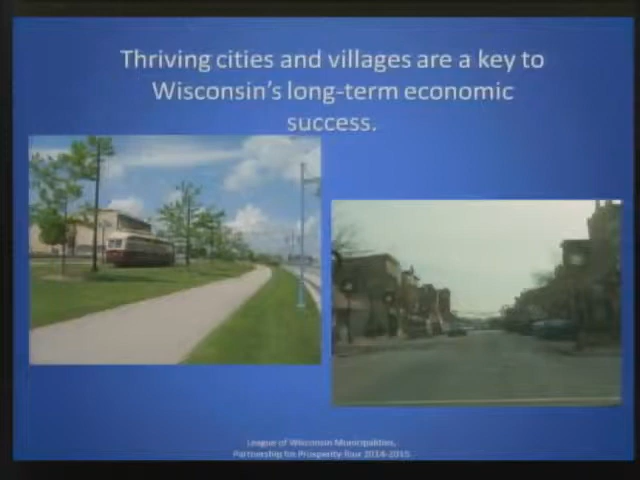 Thriving cities and villages are a key to
Wisconsin's long-term economic
success.
League of Wisconsin Municipalities,
Partnership for Prosperity Tour 2014-2015